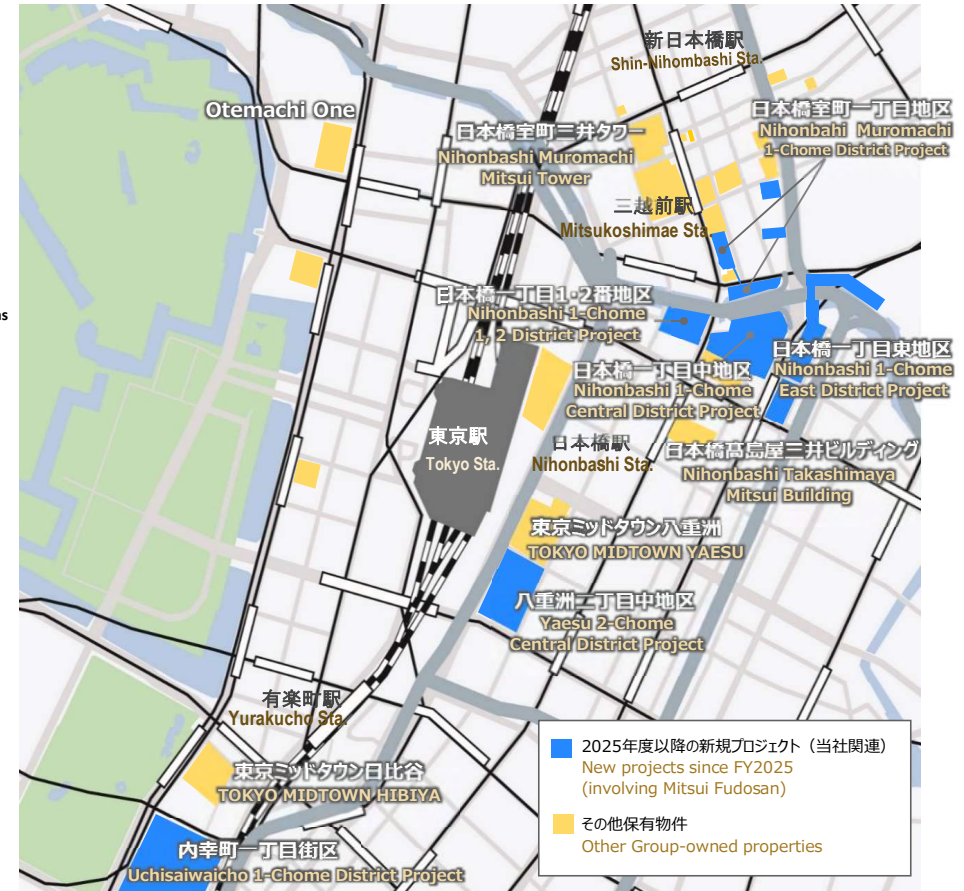 新日本橋駅
Shin-Nihombashi Sta.
Otemachi One
日本橋室町三井タワー
Nihonbashi Muromachi
Mitsui Tower
日本橋室町一丁目地区
Nihonbahi Muromachi
1-Chome District Project
三越前駅
Mitsukoshimae Sta.
日本橋一丁目1・2番地区
Nihonbashi 1-Chome
1, 2 District Project
日本橋一丁目中地区
Nihonbashi 1-Chome
Central District Project
日本橋一丁目東地区
Nihonbashi 1-Chome
East District Project
東京駅
Tokyo Sta.
日本橋駅
Nihonbashi Sta.
日本橋髙島屋三井ビルディング
Nihonbashi Takashimaya
Mitsui Building
東京ミッドタウン八重洲
TOKYO MIDTOWN YAESU
八重洲二丁目中地区
Yaesu 2-Chome
Central District Project
有楽町駅
Yurakucho Sta.
東京ミッドタウン日比谷
TOKYO MIDTOWN HIBIYA
内幸町一丁目街区
Uchisaiwaicho 1-Chome District Project
2025年度以降の新規プロジェクト（当社関連）
New projects since FY2025
(involving Mitsui Fudosan)
その他保有物件
Other Group-owned properties